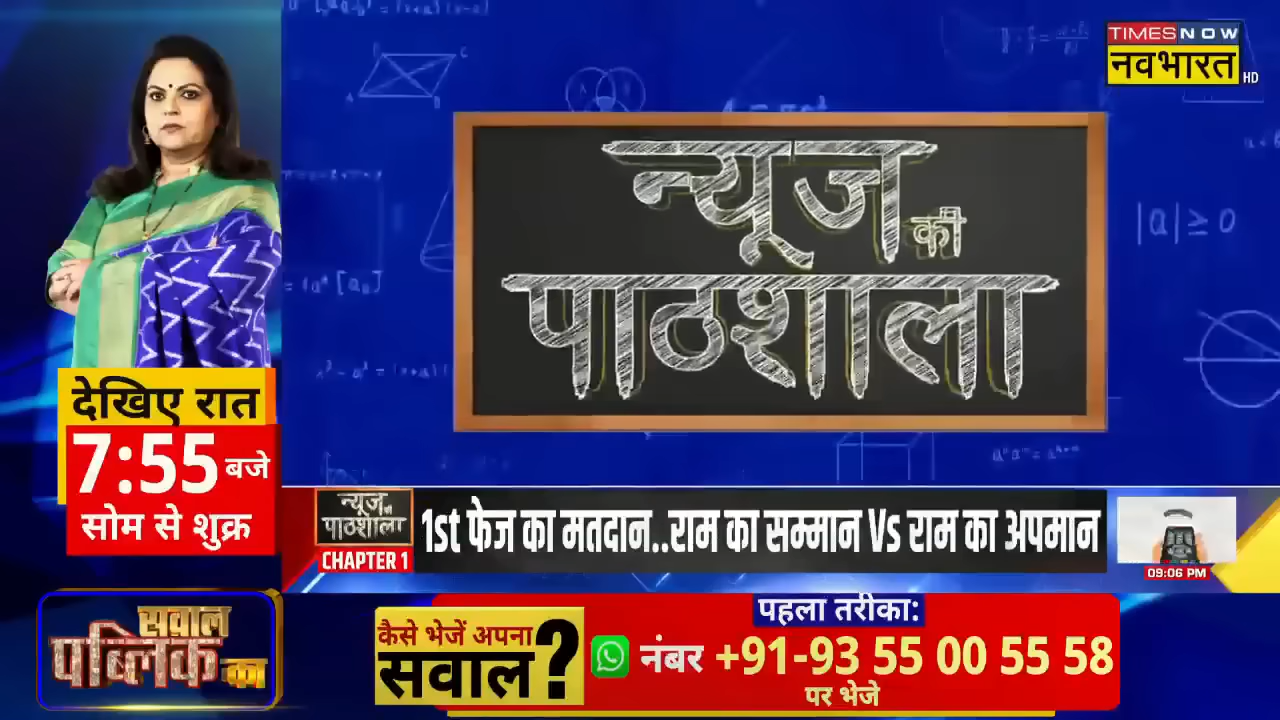 TIMES NOW
नवभारत
HD
न्यूज की
पाठशाला
|a| ≥ 0
देखिए रात
7:55 बजे
सोम से शुक्र
न्यूज की
पाठशाला
CHAPTER 1
1st फेज का मतदान..राम का सम्मान Vs राम का अपमान
09:06 PM
सवाल
पब्लिक का
कैसे भेजें अपना
सवाल?
पहला तरीका:
नंबर +91-93 55 00 55 58
पर भेजे